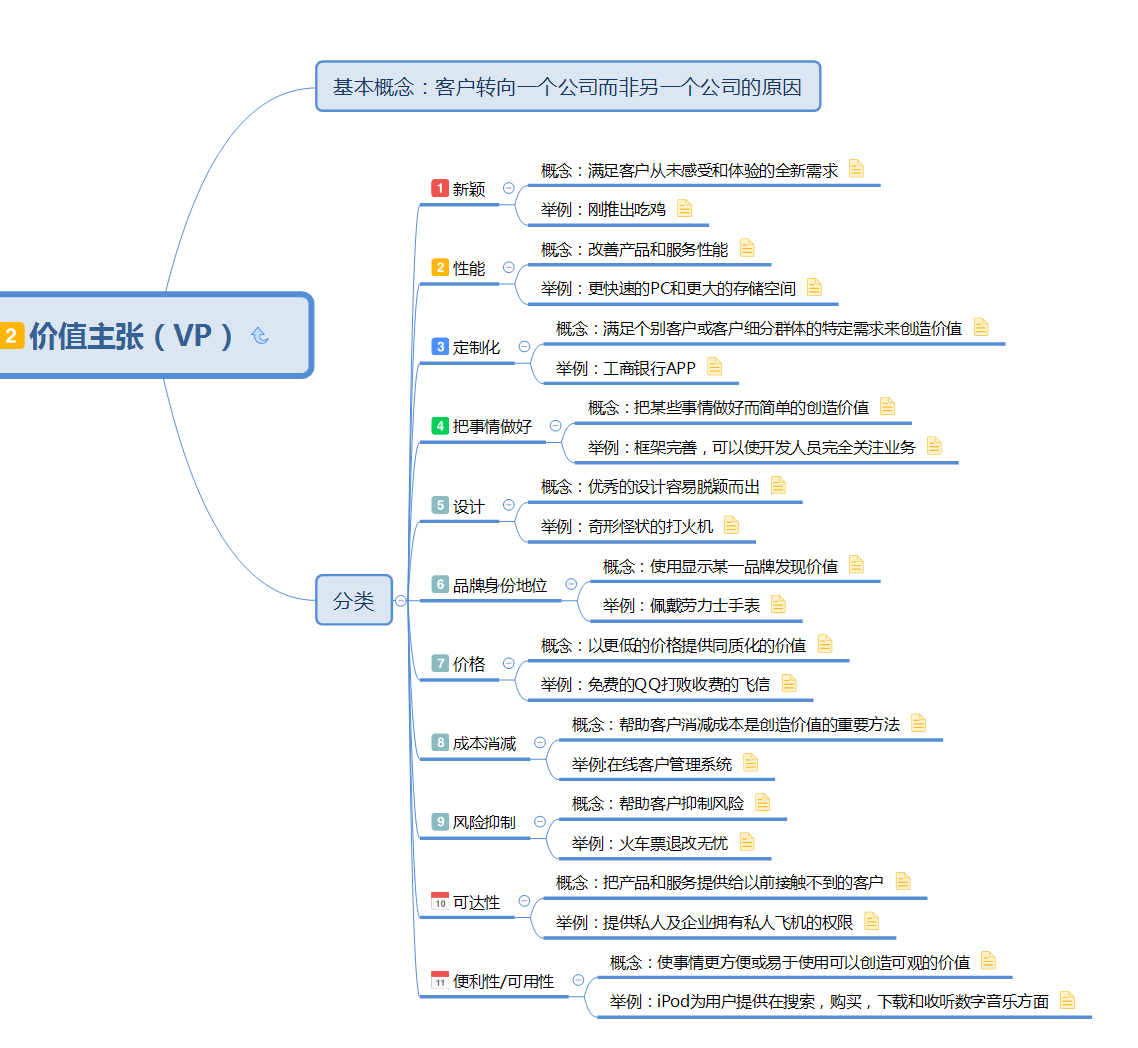 基本概念：客户转向一个公司而非另一个公司的原因
2 价值主张（VP）
分类
1 新颖
概念：满足客户从未感受和体验的全新需求
举例：刚推出吃鸡
2 性能
概念：改善产品和服务性能
举例：更快速的PC和更大的存储空间
3 定制化
概念：满足个别客户或客户细分群体的特定需求来创造价值
举例：工商银行APP
4 把事情做好
概念：把某些事情做好而简单的创造价值
举例：框架完善，可以使开发人员完全关注业务
5 设计
概念：优秀的设计容易脱颖而出
举例：奇形怪状的打火机
6 品牌身份地位
概念：使用显示某一品牌发现价值
举例：佩戴劳力士手表
7 价格
概念：以更低的价格提供同质化的价值
举例：免费的QQ打败收费的飞信
8 成本消减
概念：帮助客户消减成本是创造价值的重要方法
举例:在线客户管理系统
9 风险抑制
概念：帮助客户抑制风险
举例：火车票退改无忧
10 可达性
概念：把产品和服务提供给以前接触不到的客户
举例：提供私人及企业拥有私人飞机的权限
11 便利性/可用性
概念：使事情更方便或易于使用可以创造可观的价值
举例：iPod为用户提供在搜索，购买，下载和收听数字音乐方面